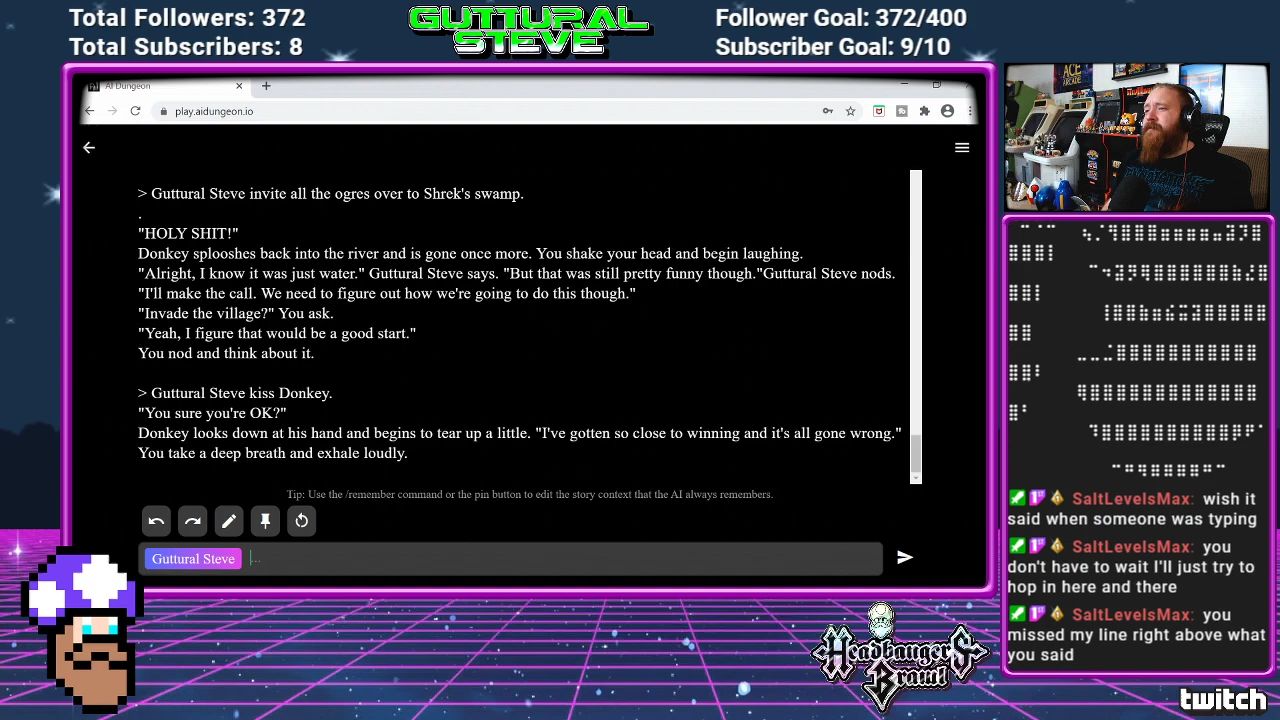 Total Followers: 372
Total Subscribers: 8
GUTTURAL
STEVE
Follower Goal: 372/400
Subscriber Goal: 9/10
AI Dungeon
play.aidungeon.io
> Guttural Steve invite all the ogres over to Shrek's swamp.
.
"HOLY SHIT!"
Donkey splooshes back into the river and is gone once more. You shake your head and begin laughing.
"Alright, I know it was just water." Guttural Steve says. "But that was still pretty funny though."Guttural Steve nods.
"I'll make the call. We need to figure out how we're going to do this though."
"Invade the village?" You ask.
"Yeah, I figure that would be a good start."
You nod and think about it.
> Guttural Steve kiss Donkey.
"You sure you're OK?"
Donkey looks down at his hand and begins to tear up a little. "I've gotten so close to winning and it's all gone wrong."
You take a deep breath and exhale loudly.
Tip: Use the /remember command or the pin button to edit the story context that the AI always remembers.
Guttural Steve
...
ACE
ARCADE
SaltLevelsMax: wish it
said when someone was typing
SaltLevelsMax: you
don't have to wait I'll just try to
hop in here and there
SaltLevelsMax: you
missed my line right above what
you said
Headbangers
Brawl
twitch